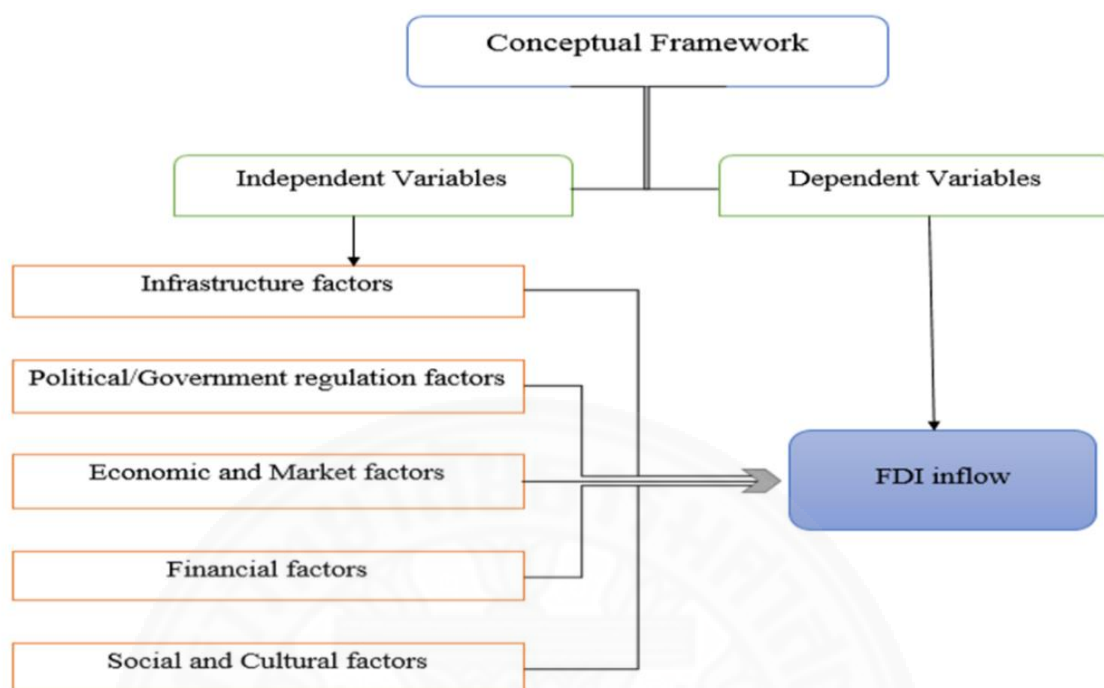 Conceptual Framework
Independent Variables
Dependent Variables
Infrastructure factors
Political/Government regulation factors
Economic and Market factors
FDI inflow
Financial factors
Social and Cultural factors